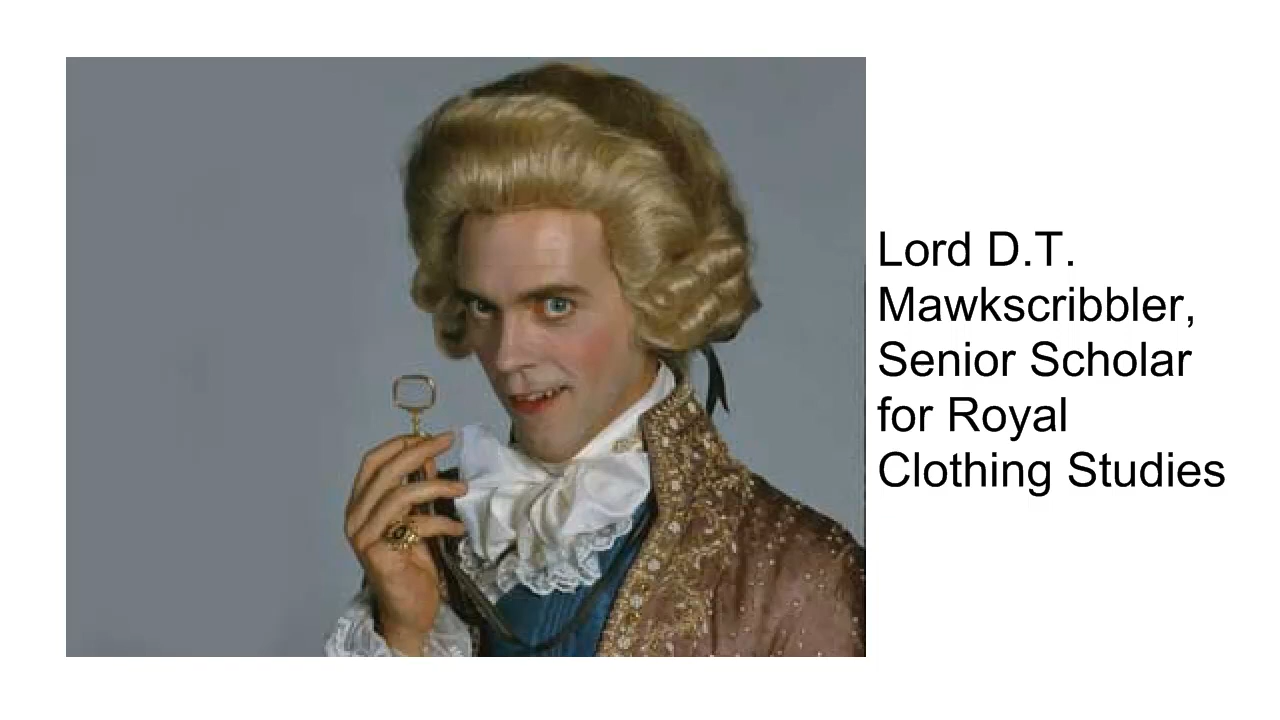 Lord D.T.
Mawkscribbler,
Senior Scholar
for Royal
Clothing Studies